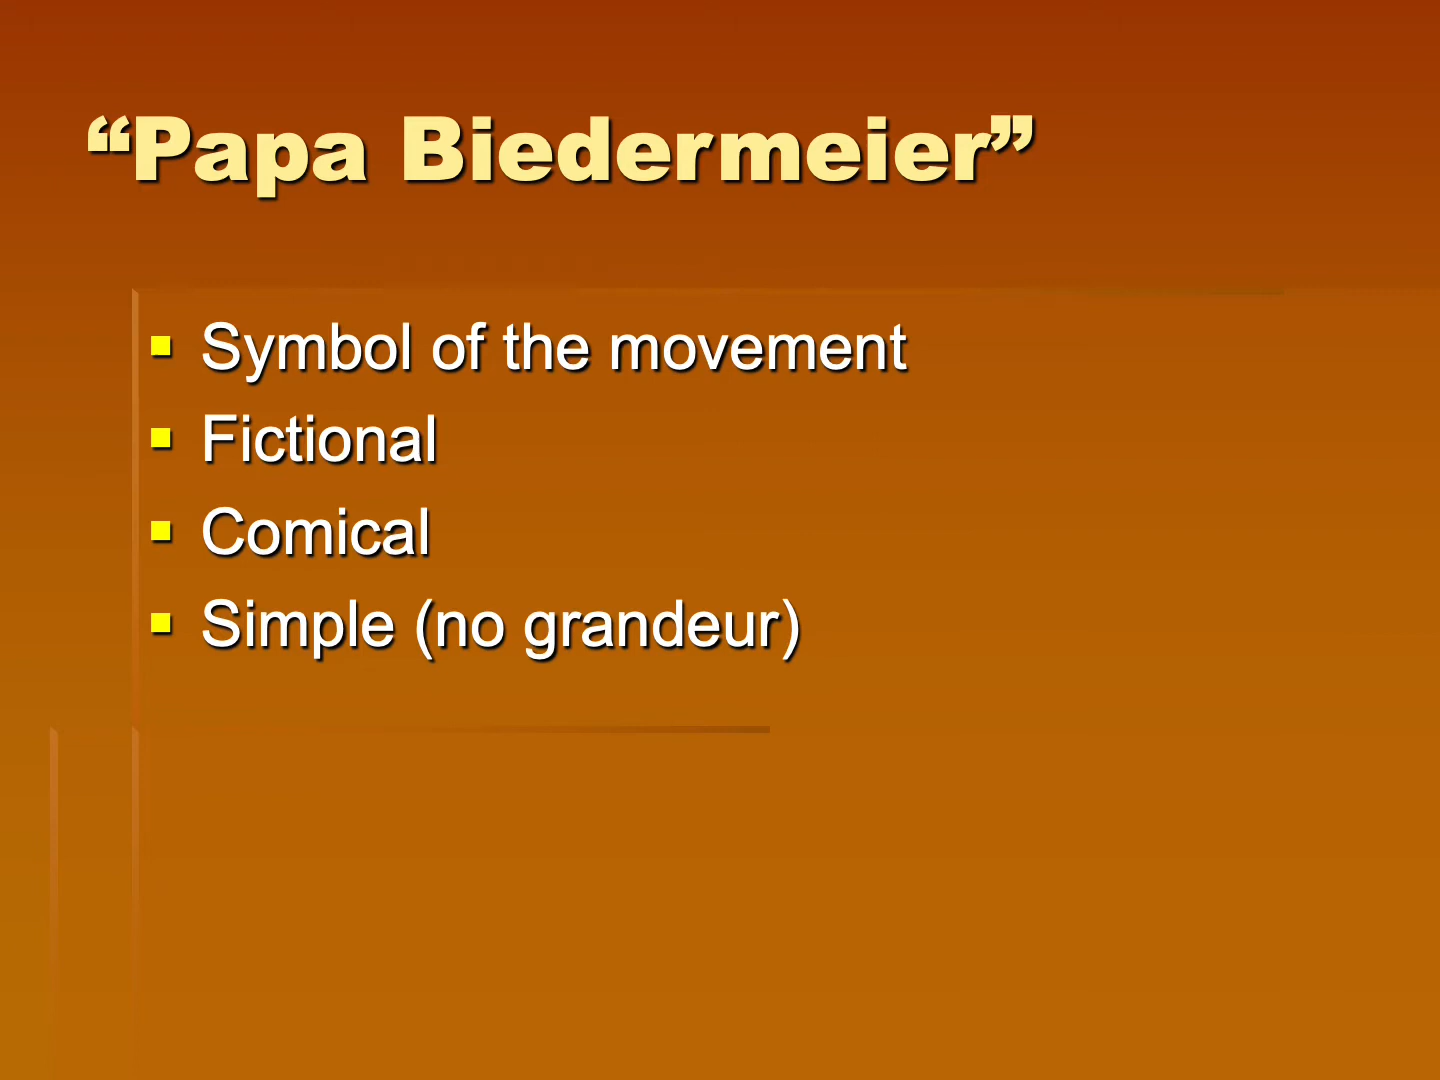 “Papa Biedermeier”
▪ Symbol of the movement
▪ Fictional
▪ Comical
▪ Simple (no grandeur)